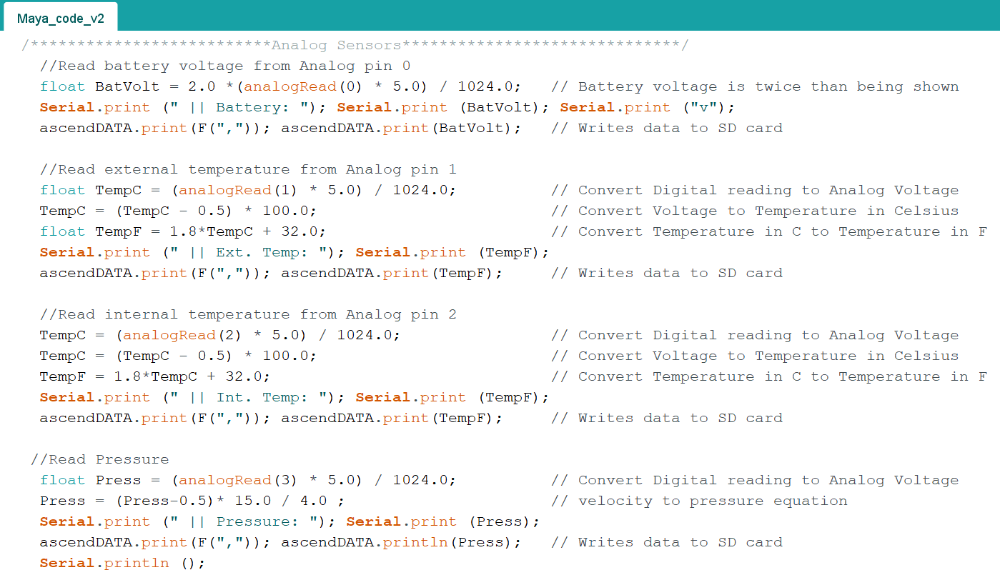 Maya_code_v2
/**************************Analog Sensors******************************/
//Read battery voltage from Analog pin 0
float BatVolt = 2.0 *(analogRead(0) * 5.0) / 1024.0;   // Battery voltage is twice than being shown
Serial.print (" || Battery: "); Serial.print (BatVolt); Serial.print ("v");
ascendDATA.print(F(",")); ascendDATA.print(BatVolt);   // Writes data to SD card
//Read external temperature from Analog pin 1
float TempC = (analogRead(1) * 5.0) / 1024.0;          // Convert Digital reading to Analog Voltage
TempC = (TempC - 0.5) * 100.0;                         // Convert Voltage to Temperature in Celsius
float TempF = 1.8*TempC + 32.0;                        // Convert Temperature in C to Temperature in F
Serial.print (" || Ext. Temp: "); Serial.print (TempF);
ascendDATA.print(F(",")); ascendDATA.print(TempF);     // Writes data to SD card
//Read internal temperature from Analog pin 2
TempC = (analogRead(2) * 5.0) / 1024.0;                // Convert Digital reading to Analog Voltage
TempC = (TempC - 0.5) * 100.0;                         // Convert Voltage to Temperature in Celsius
TempF = 1.8*TempC + 32.0;                              // Convert Temperature in C to Temperature in F
Serial.print (" || Int. Temp: "); Serial.print (TempF);
ascendDATA.print(F(",")); ascendDATA.print(TempF);     // Writes data to SD card
//Read Pressure
float Press = (analogRead(3) * 5.0) / 1024.0;          // Convert Digital reading to Analog Voltage
Press = (Press-0.5)* 15.0 / 4.0 ;                      // velocity to pressure equation
Serial.print (" || Pressure: "); Serial.print (Press);
ascendDATA.print(F(",")); ascendDATA.println(Press);   // Writes data to SD card
Serial.println ();